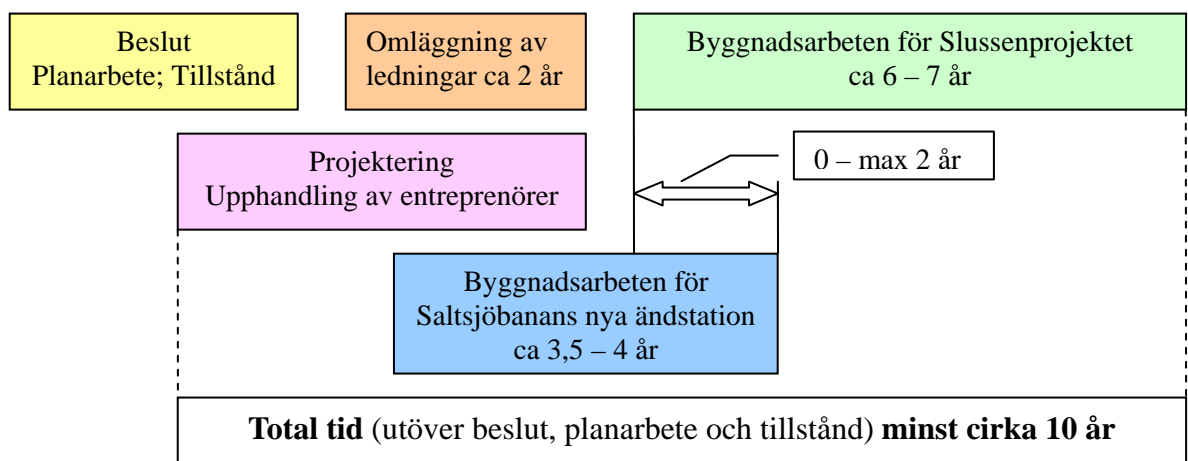 Beslut
Planarbete; Tillstånd
Omläggning av
ledningar ca 2 år
Byggnadsarbeten för Slussenprojektet
ca 6 – 7 år
Projektering
Upphandling av entreprenörer
0 – max 2 år
Byggnadsarbeten för
Saltsjöbanans nya ändstation
ca 3,5 – 4 år
Total tid (utöver beslut, planarbete och tillstånd) minst cirka 10 år